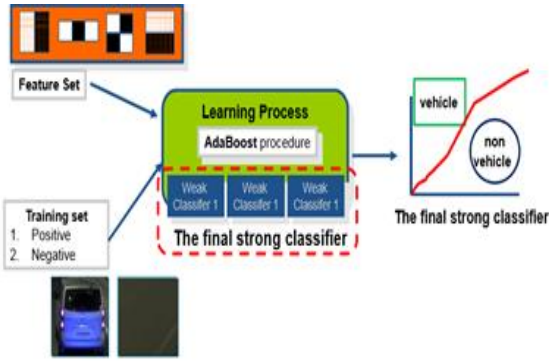 Feature Set
Learning Process
AdaBoost procedure
Weak
Classifer 1
Weak
Classifer 1
Weak
Classifer 1
The final strong classifier
Training set
1. Positive
2. Negative
vehicle
non
vehicle
The final strong classifier